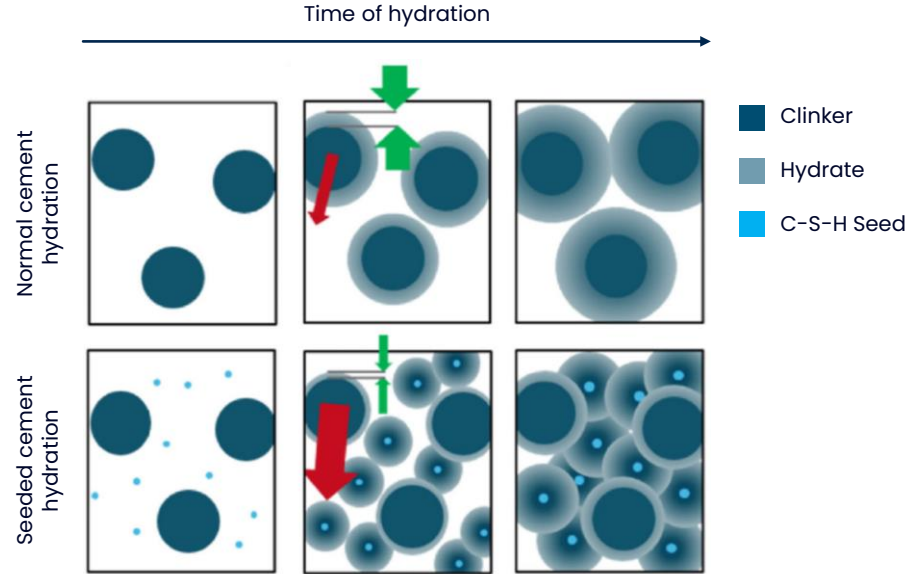 Time of hydration
Normal cement
hydration
Seeded cement
hydration
Clinker
Hydrate
C-S-H Seed